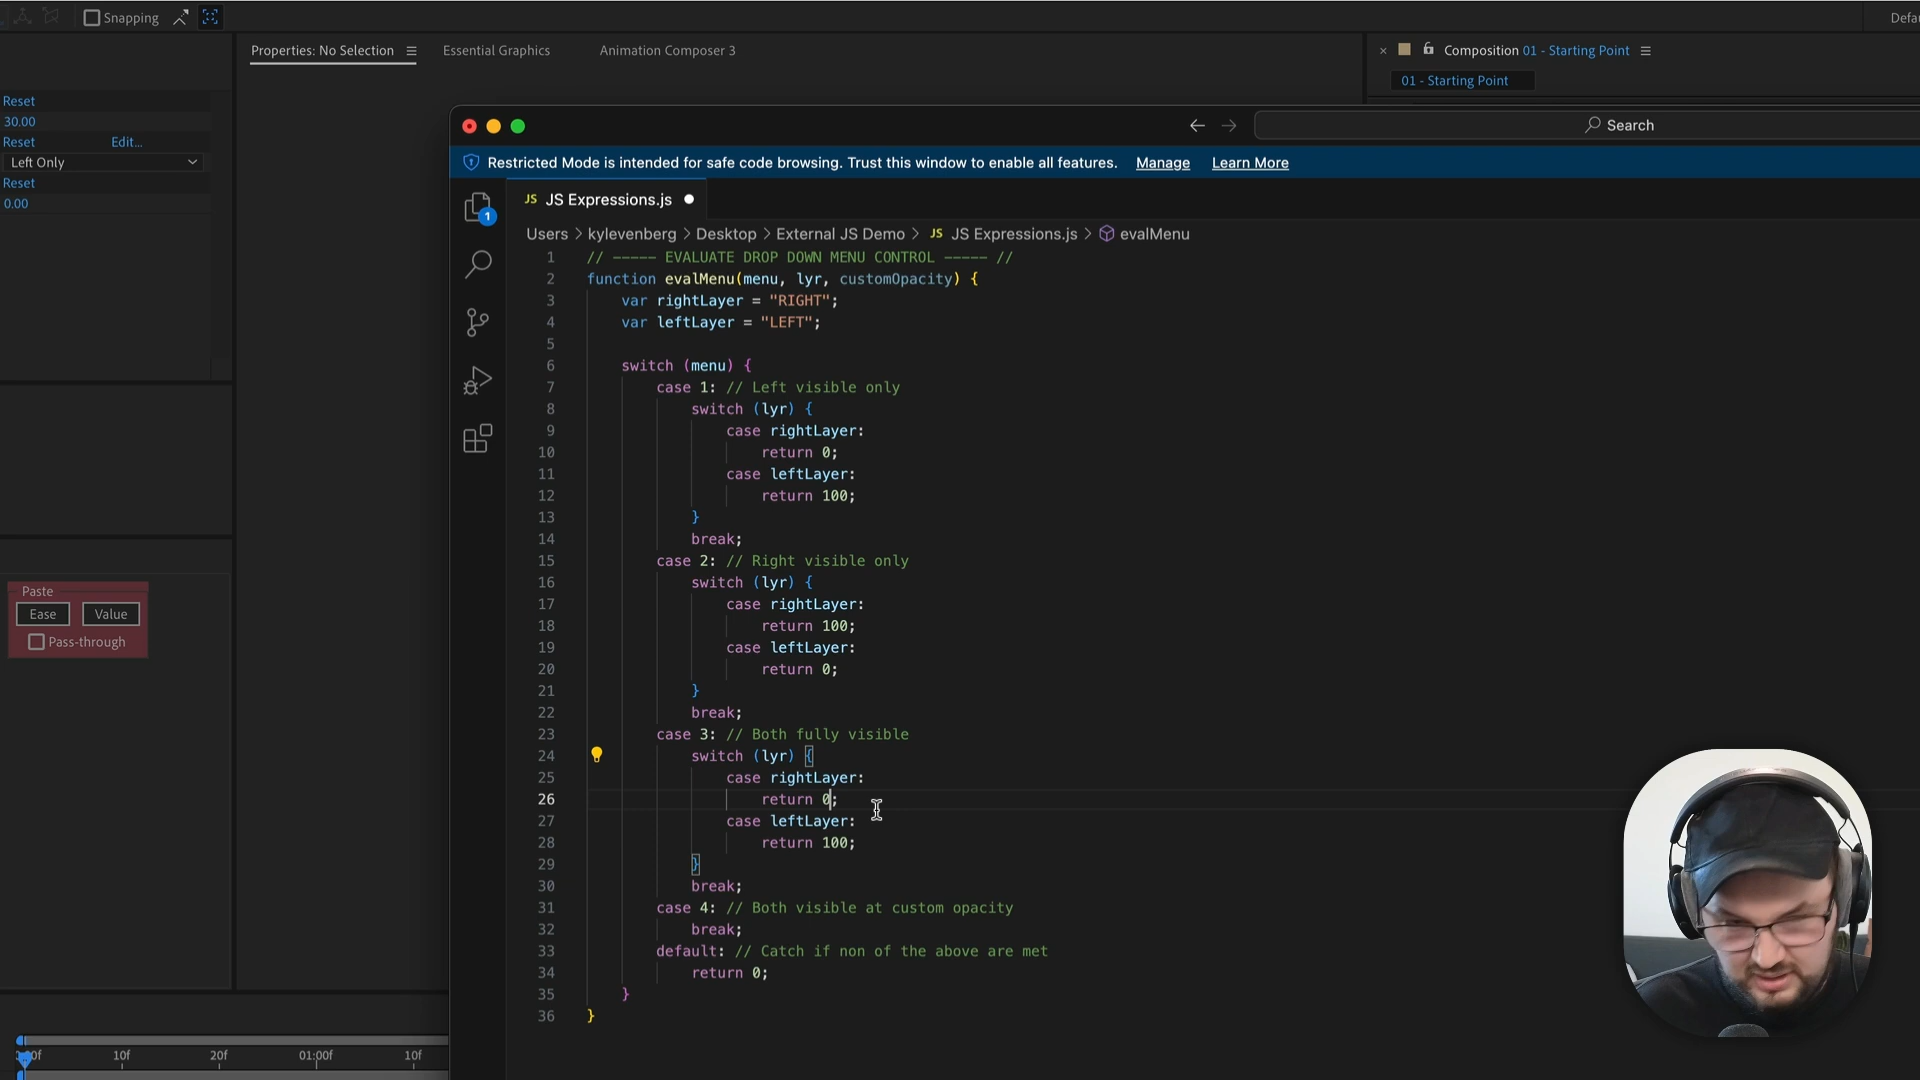 Snapping
Defau
Properties: No Selection
Essential Graphics
Animation Composer 3
× Composition 01 - Starting Point
01 - Starting Point
Reset
30.00
Reset Edit...
Left Only
Reset
0.00
Search
Restricted Mode is intended for safe code browsing. Trust this window to enable all features. Manage Learn More
1
JS JS Expressions.js
Users > kylevenberg > Desktop > External JS Demo > JS JS Expressions.js > evalMenu
1 // ----- EVALUATE DROP DOWN MENU CONTROL ----- //
2 function evalMenu(menu, lyr, customOpacity) {
3 var rightLayer = "RIGHT";
4 var leftLayer = "LEFT";
5
6 switch (menu) {
7 case 1: // Left visible only
8 switch (lyr) {
9 case rightLayer:
10 return 0;
11 case leftLayer:
12 return 100;
13 }
14 break;
15 case 2: // Right visible only
16 switch (lyr) {
17 case rightLayer:
18 return 100;
19 case leftLayer:
20 return 0;
21 }
22 break;
23 case 3: // Both fully visible
24 switch (lyr) {
25 case rightLayer:
26 return 0;
27 case leftLayer:
28 return 100;
29 }
30 break;
31 case 4: // Both visible at custom opacity
32 break;
33 default: // Catch if non of the above are met
34 return 0;
35 }
36 }
Paste
Ease Value
Pass-through
10f 20f 01:00f 10f